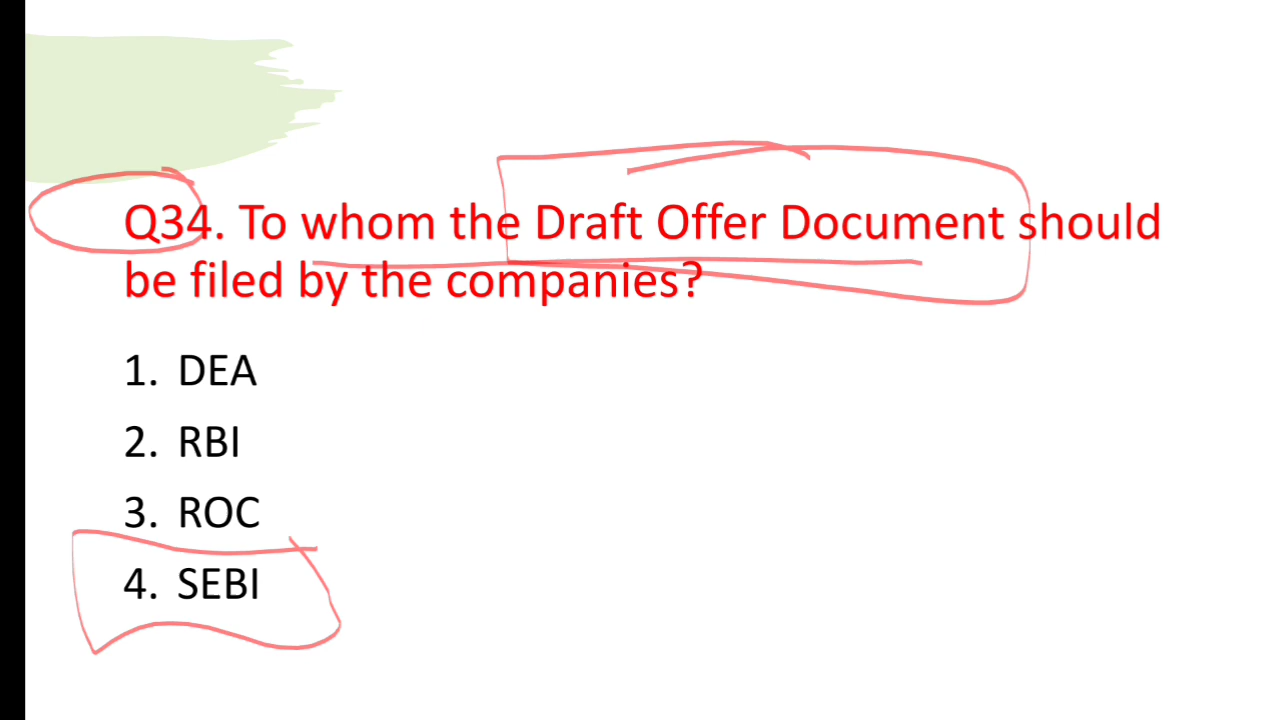 Q34. To whom the Draft Offer Document should
be filed by the companies?
1. DEA
2. RBI
3. ROC
4. SEBI